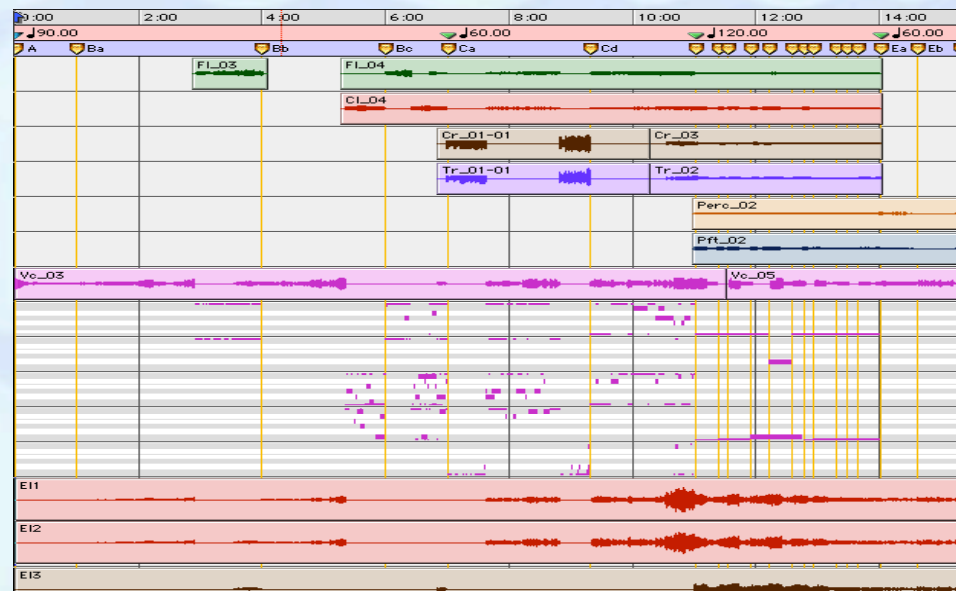 0:00 2:00 4:00 6:00 8:00 10:00 12:00 14:00
♩90.00 ♩60.00 ♩120.00 ♩60.00
A Ba Bb Bc Ca Cd Ea Eb
Fl_03 Fl_04
Cl_04
Cr_01-01 Cr_03
Tr_01-01 Tr_02
Perc_02
Pft_02
Vc_03 Vc_05
El1
El2
El3